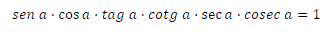 sen a · cos a · tag a · cotg a · sec a · cosec a = 1